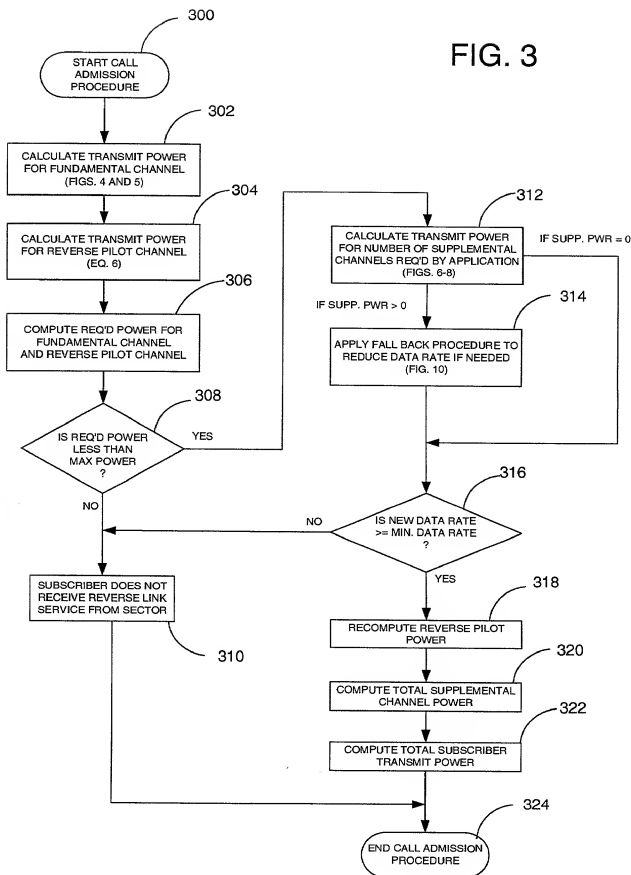 FIG. 3
300
START CALL
ADMISSION
PROCEDURE
302
CALCULATE TRANSMIT POWER
FOR FUNDAMENTAL CHANNEL
(FIGS. 4 AND 5)
304
CALCULATE TRANSMIT POWER
FOR REVERSE PILOT CHANNEL
(EQ. 6)
306
COMPUTE REQ'D POWER FOR
FUNDAMENTAL CHANNEL
AND REVERSE PILOT CHANNEL
308
IS REQ'D POWER
LESS THAN
MAX POWER
?
YES
NO
SUBSCRIBER DOES NOT
RECEIVE REVERSE LINK
SERVICE FROM SECTOR
310
312
CALCULATE TRANSMIT POWER
FOR NUMBER OF SUPPLEMENTAL
CHANNELS REQ'D BY APPLICATION
(FIGS. 6-8)
IF SUPP. PWR = 0
IF SUPP. PWR > 0
314
APPLY FALL BACK PROCEDURE TO
REDUCE DATA RATE IF NEEDED
(FIG. 10)
316
IS NEW DATA RATE
>= MIN. DATA RATE
?
NO
YES
318
RECOMPUTE REVERSE PILOT
POWER
320
COMPUTE TOTAL SUPPLEMENTAL
CHANNEL POWER
322
COMPUTE TOTAL SUBSCRIBER
TRANSMIT POWER
324
END CALL ADMISSION
PROCEDURE